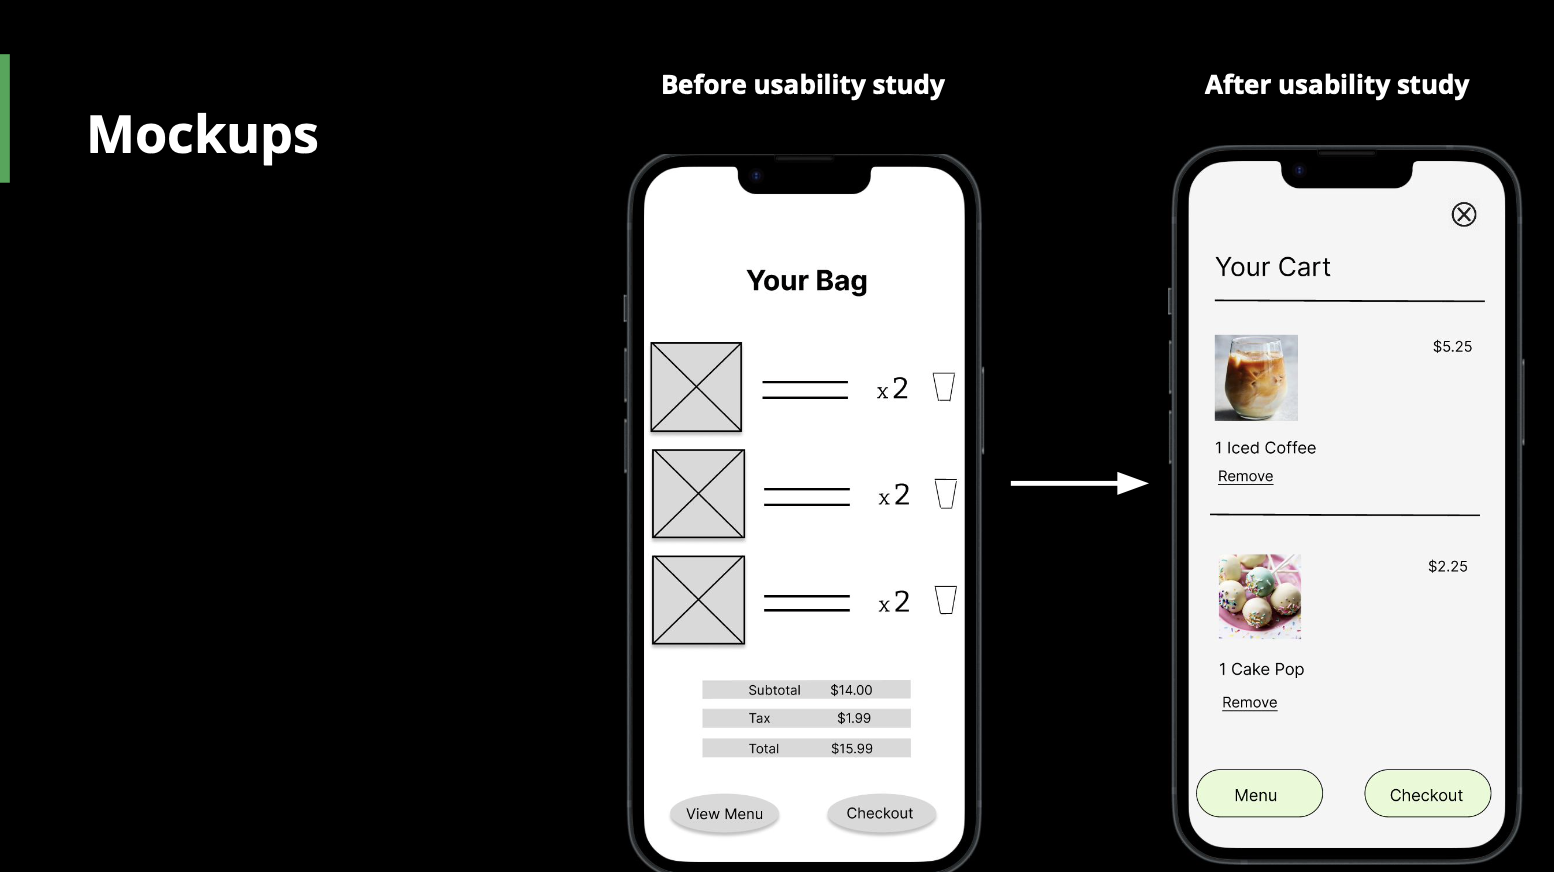 Mockups
Before usability study
Your Bag
x 2
x 2
x 2
Subtotal $14.00
Tax $1.99
Total $15.99
View Menu Checkout
After usability study
Your Cart
$5.25
1 Iced Coffee
Remove
$2.25
1 Cake Pop
Remove
Menu Checkout